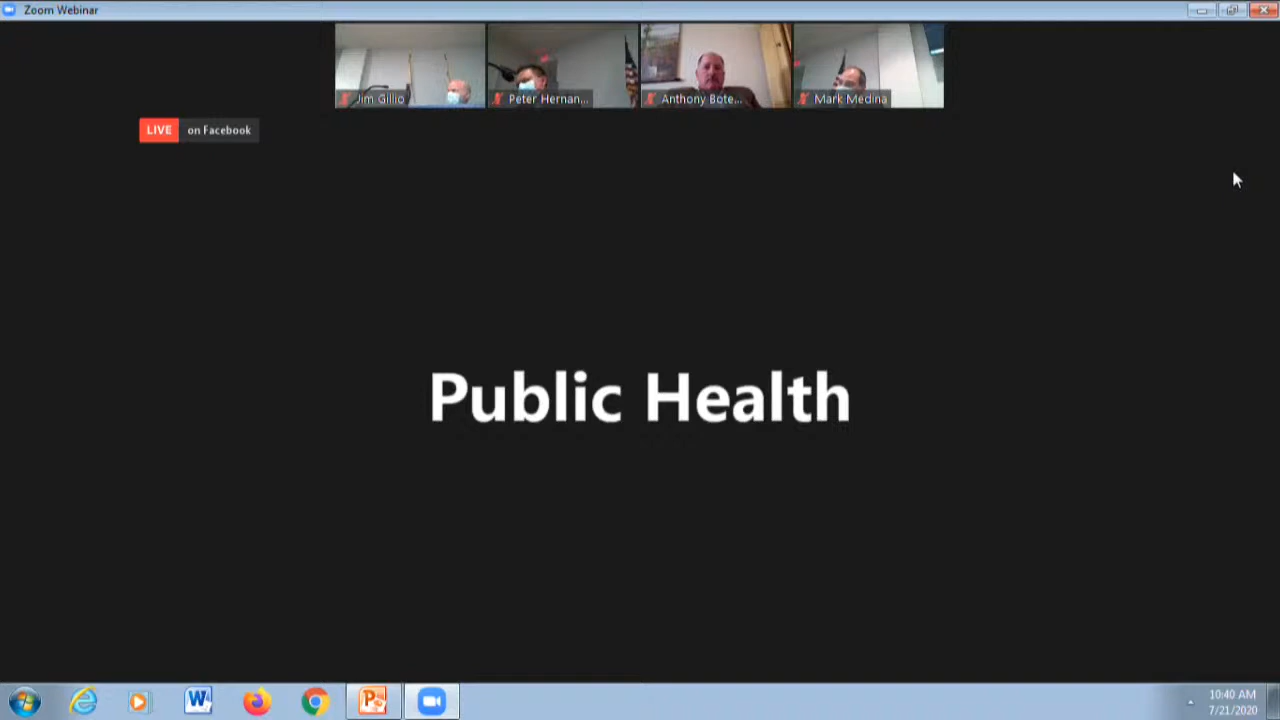 Zoom Webinar
Jim Gillio
Peter Hernan...
Anthony Bote...
Mark Medina
LIVE on Facebook
Public Health
10:40 AM
7/21/2020